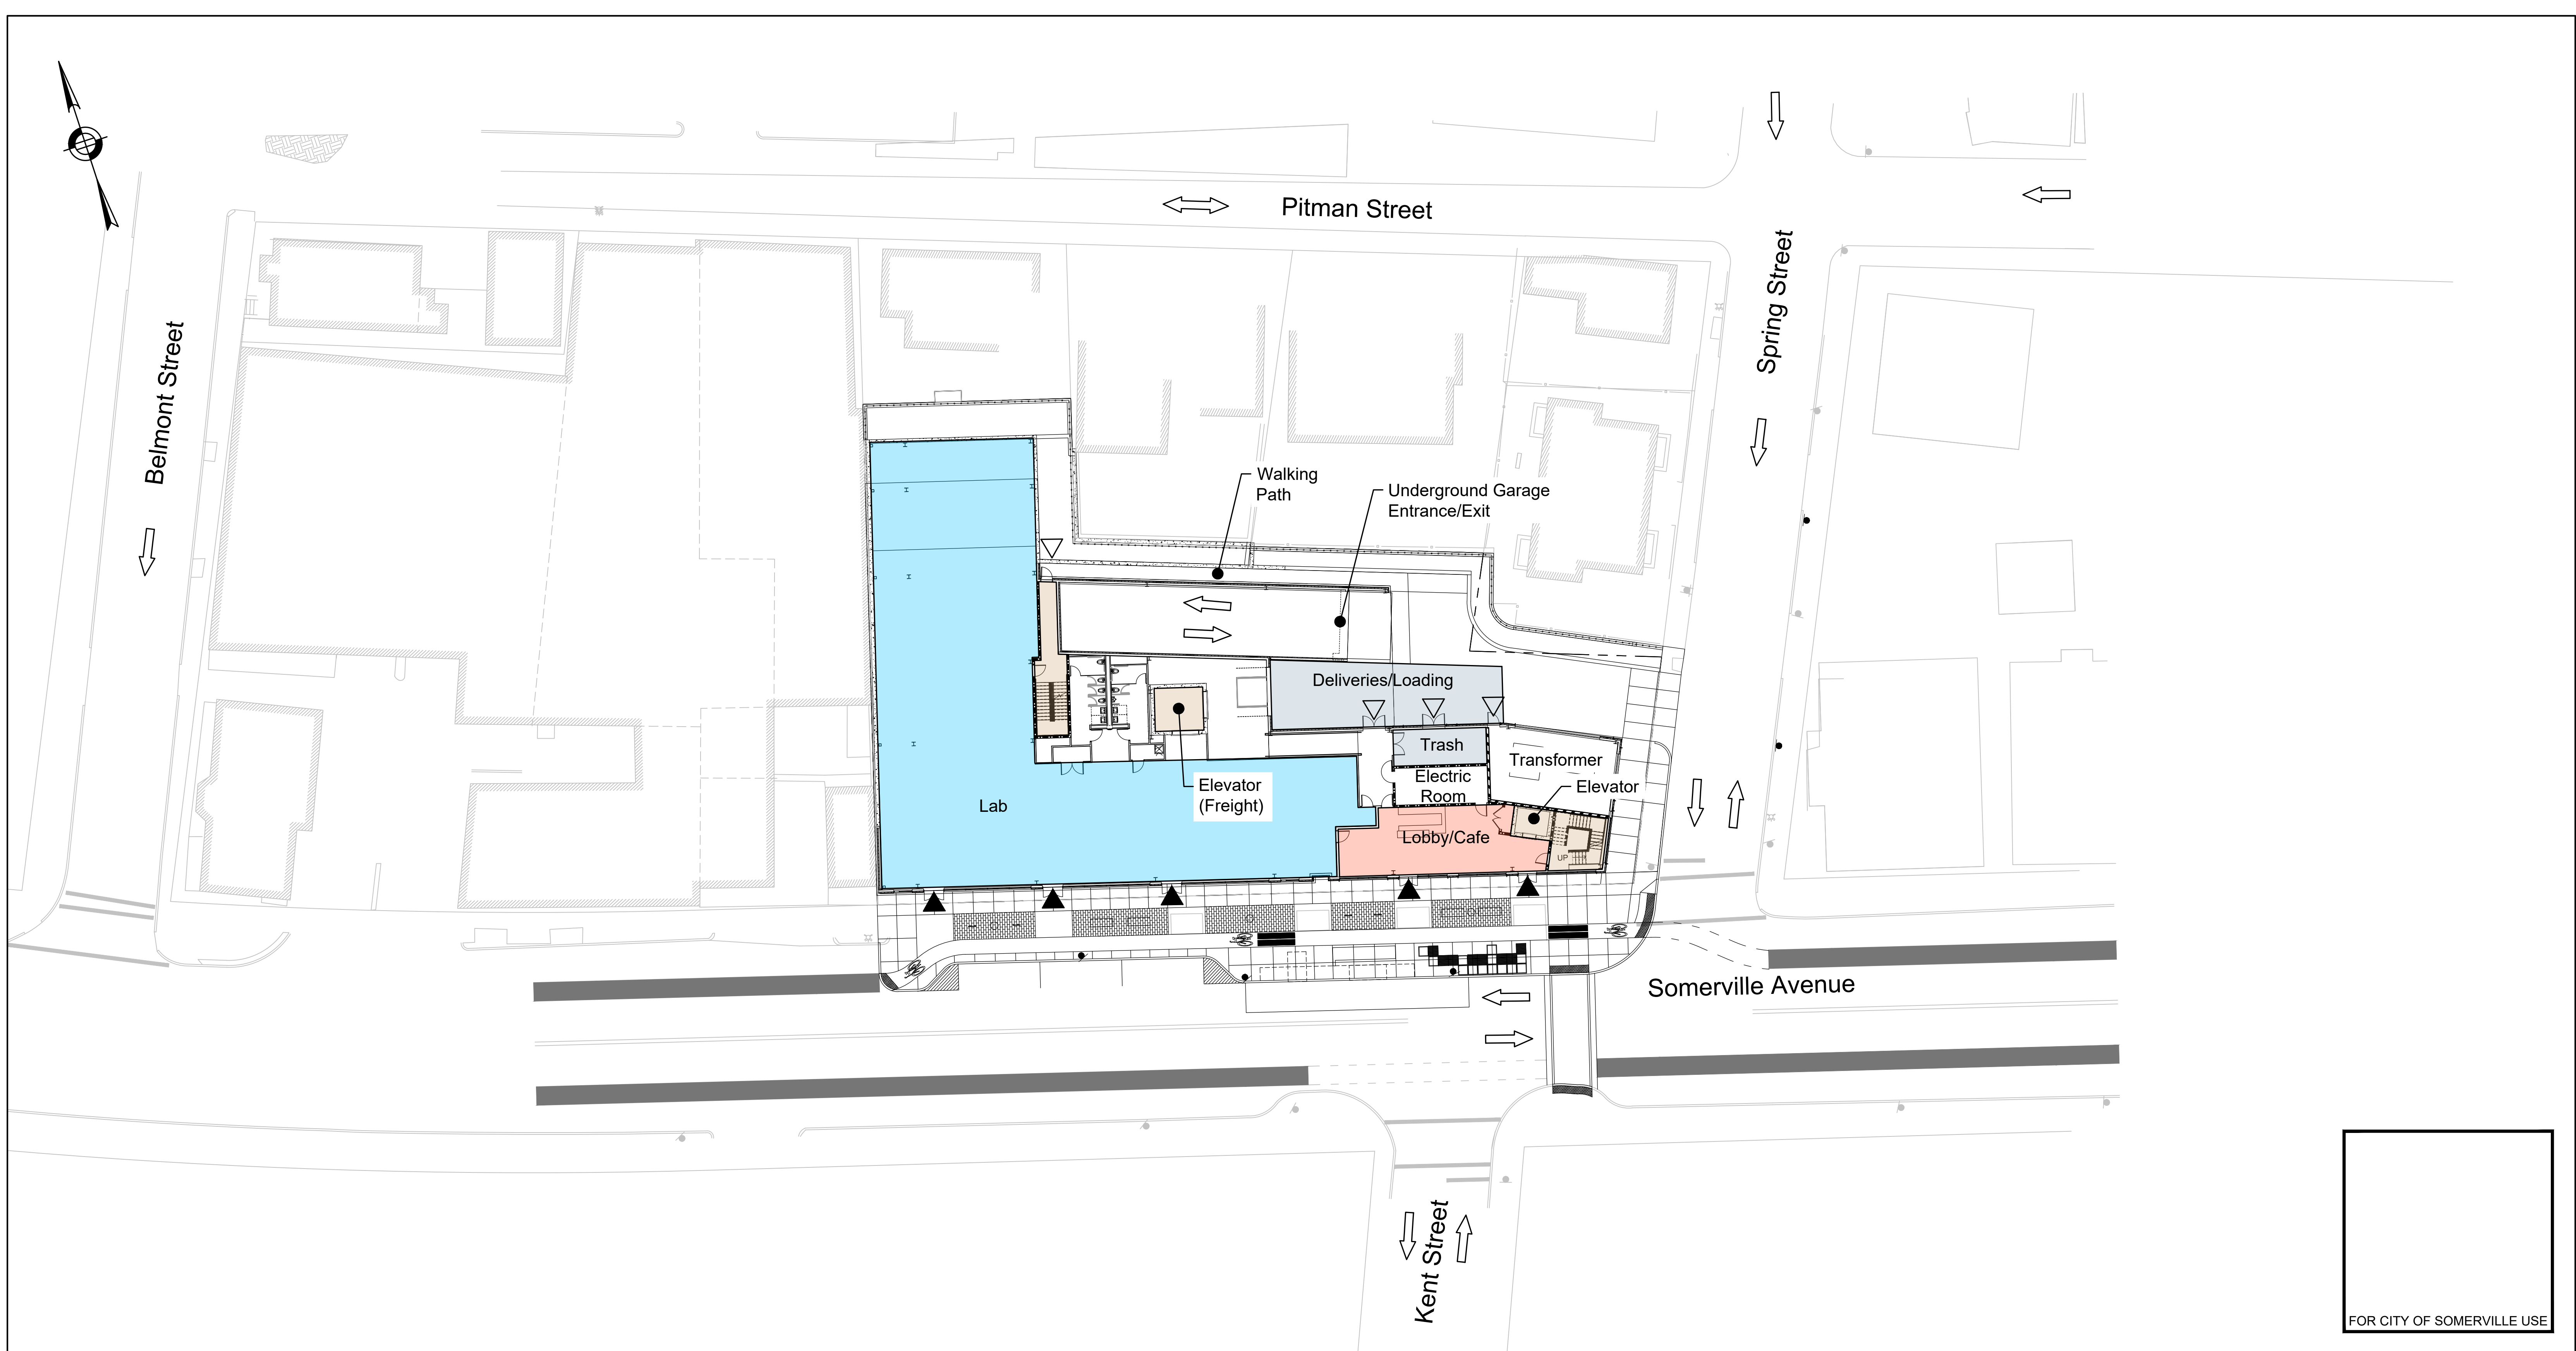 Pitman Street
Spring Street
Belmont Street
Walking
Path
Underground Garage
Entrance/Exit
Deliveries/Loading
Trash
Transformer
Electric
Room
Elevator
Elevator
(Freight)
Lab
Lobby/Cafe
UP
Somerville Avenue
Kent Street
FOR CITY OF SOMERVILLE USE